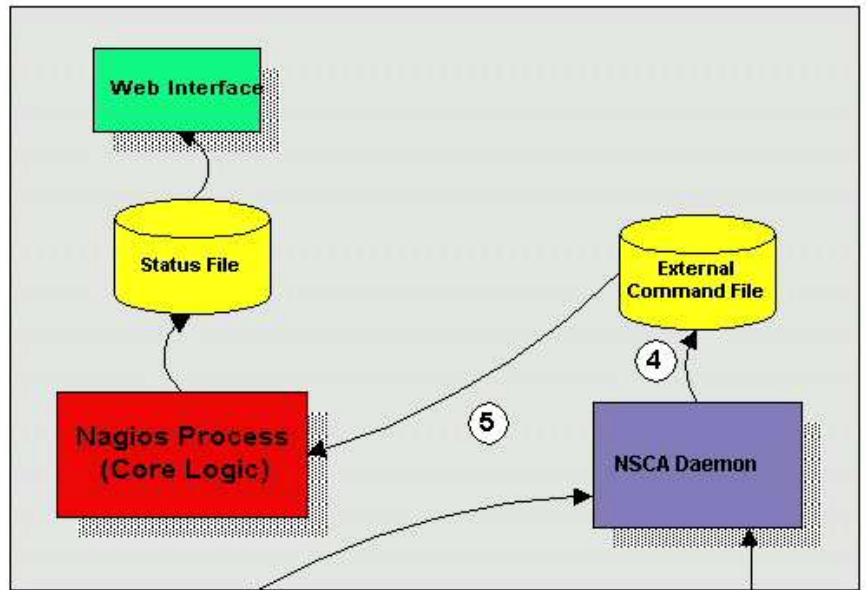 Web Interface
Status File
External
Command File
4
5
Nagios Process
(Core Logic)
NSCA Daemon